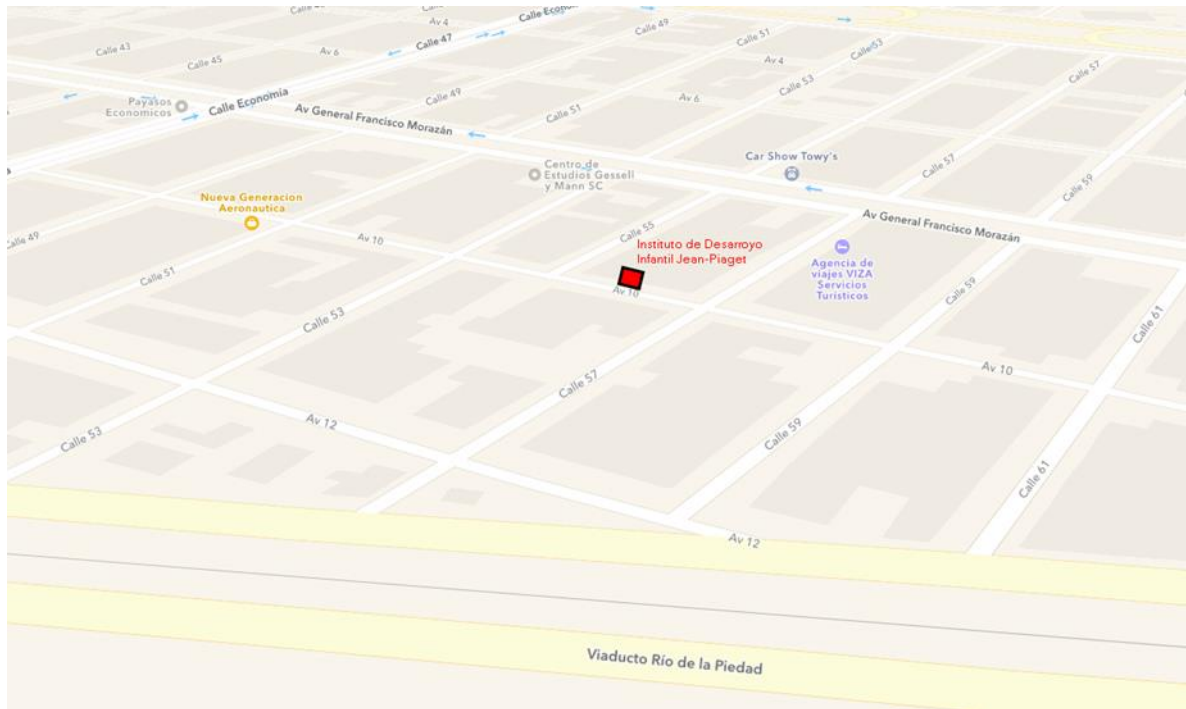 Calle Econo
Av 4
Calle 49
Calle 47
Calle 43
Av 6
Calle 51
Calle 53
Calle 45
Av 4
Calle 53
Calle 57
Calle Economía
Calle 49
Av 6
Payasos
Economicos
Av General Francisco Morazán
Calle 51
Car Show Towy's
Centro de
Estudios Gessell
y Mann SC
Calle 57
Calle 59
Nueva Generacion
Aeronautica
Av General Francisco Morazán
Calle 55
Calle 49
Av 10
Instituto de Desarroyo
Infantil Jean-Piaget
Agencia de
viajes VIZA
Servicios
Turisticos
Calle 51
Av 10
Calle 59
Calle 53
Calle 61
Av 10
Calle 57
Av 12
Calle 59
Calle 53
Calle 61
Av 12
Viaducto Río de la Piedad